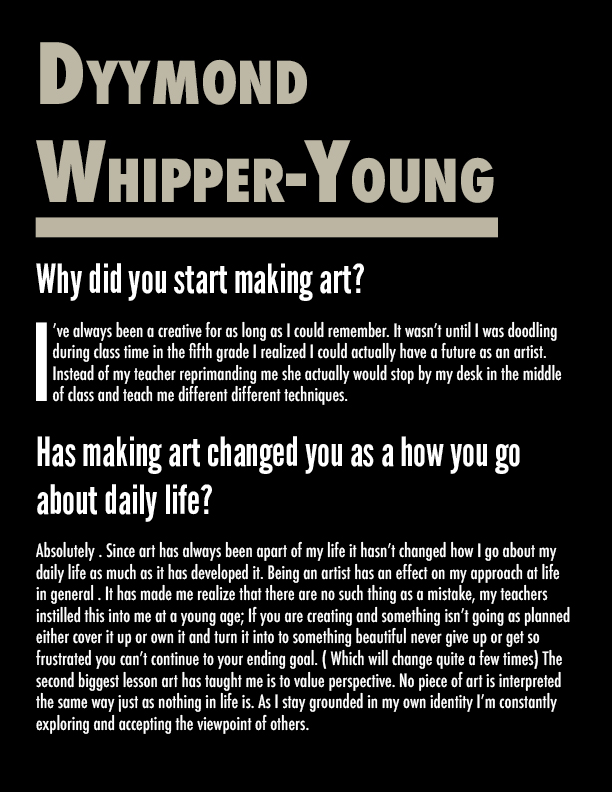 Dyymond
Whipper-Young
Why did you start making art?
I've always been a creative for as long as I could remember. It wasn't until I was doodling
during class time in the fifth grade I realized I could actually have a future as an artist.
Instead of my teacher reprimanding me she actually would stop by my desk in the middle
of class and teach me different different techniques.
Has making art changed you as a how you go
about daily life?
Absolutely . Since art has always been apart of my life it hasn't changed how I go about my
daily life as much as it has developed it. Being an artist has an effect on my approach at life
in general . It has made me realize that there are no such thing as a mistake, my teachers
instilled this into me at a young age; If you are creating and something isn't going as planned
either cover it up or own it and turn it into to something beautiful never give up or get so
frustrated you can't continue to your ending goal. ( Which will change quite a few times) The
second biggest lesson art has taught me is to value perspective. No piece of art is interpreted
the same way just as nothing in life is. As I stay grounded in my own identity I'm constantly
exploring and accepting the viewpoint of others.